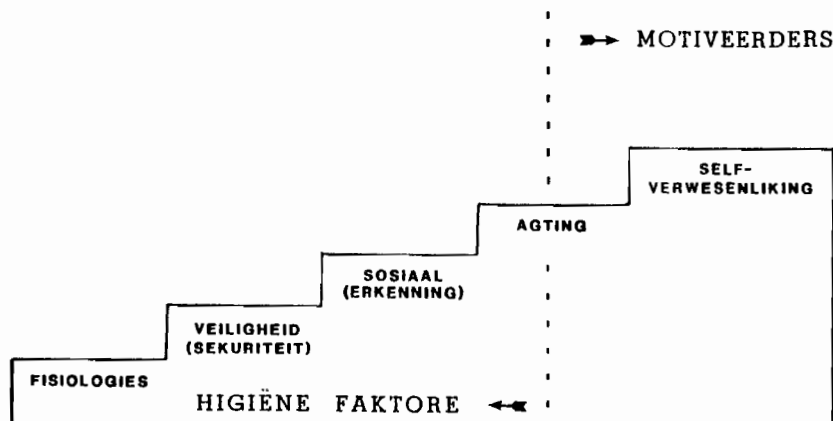 MOTIVEERDERS
SELF-
VERWESENLIKING
AGTING
SOSIAAL
(ERKENNING)
VEILIGHEID
(SEKURITEIT)
FISIOLOGIES
HIGIËNE FAKTORE